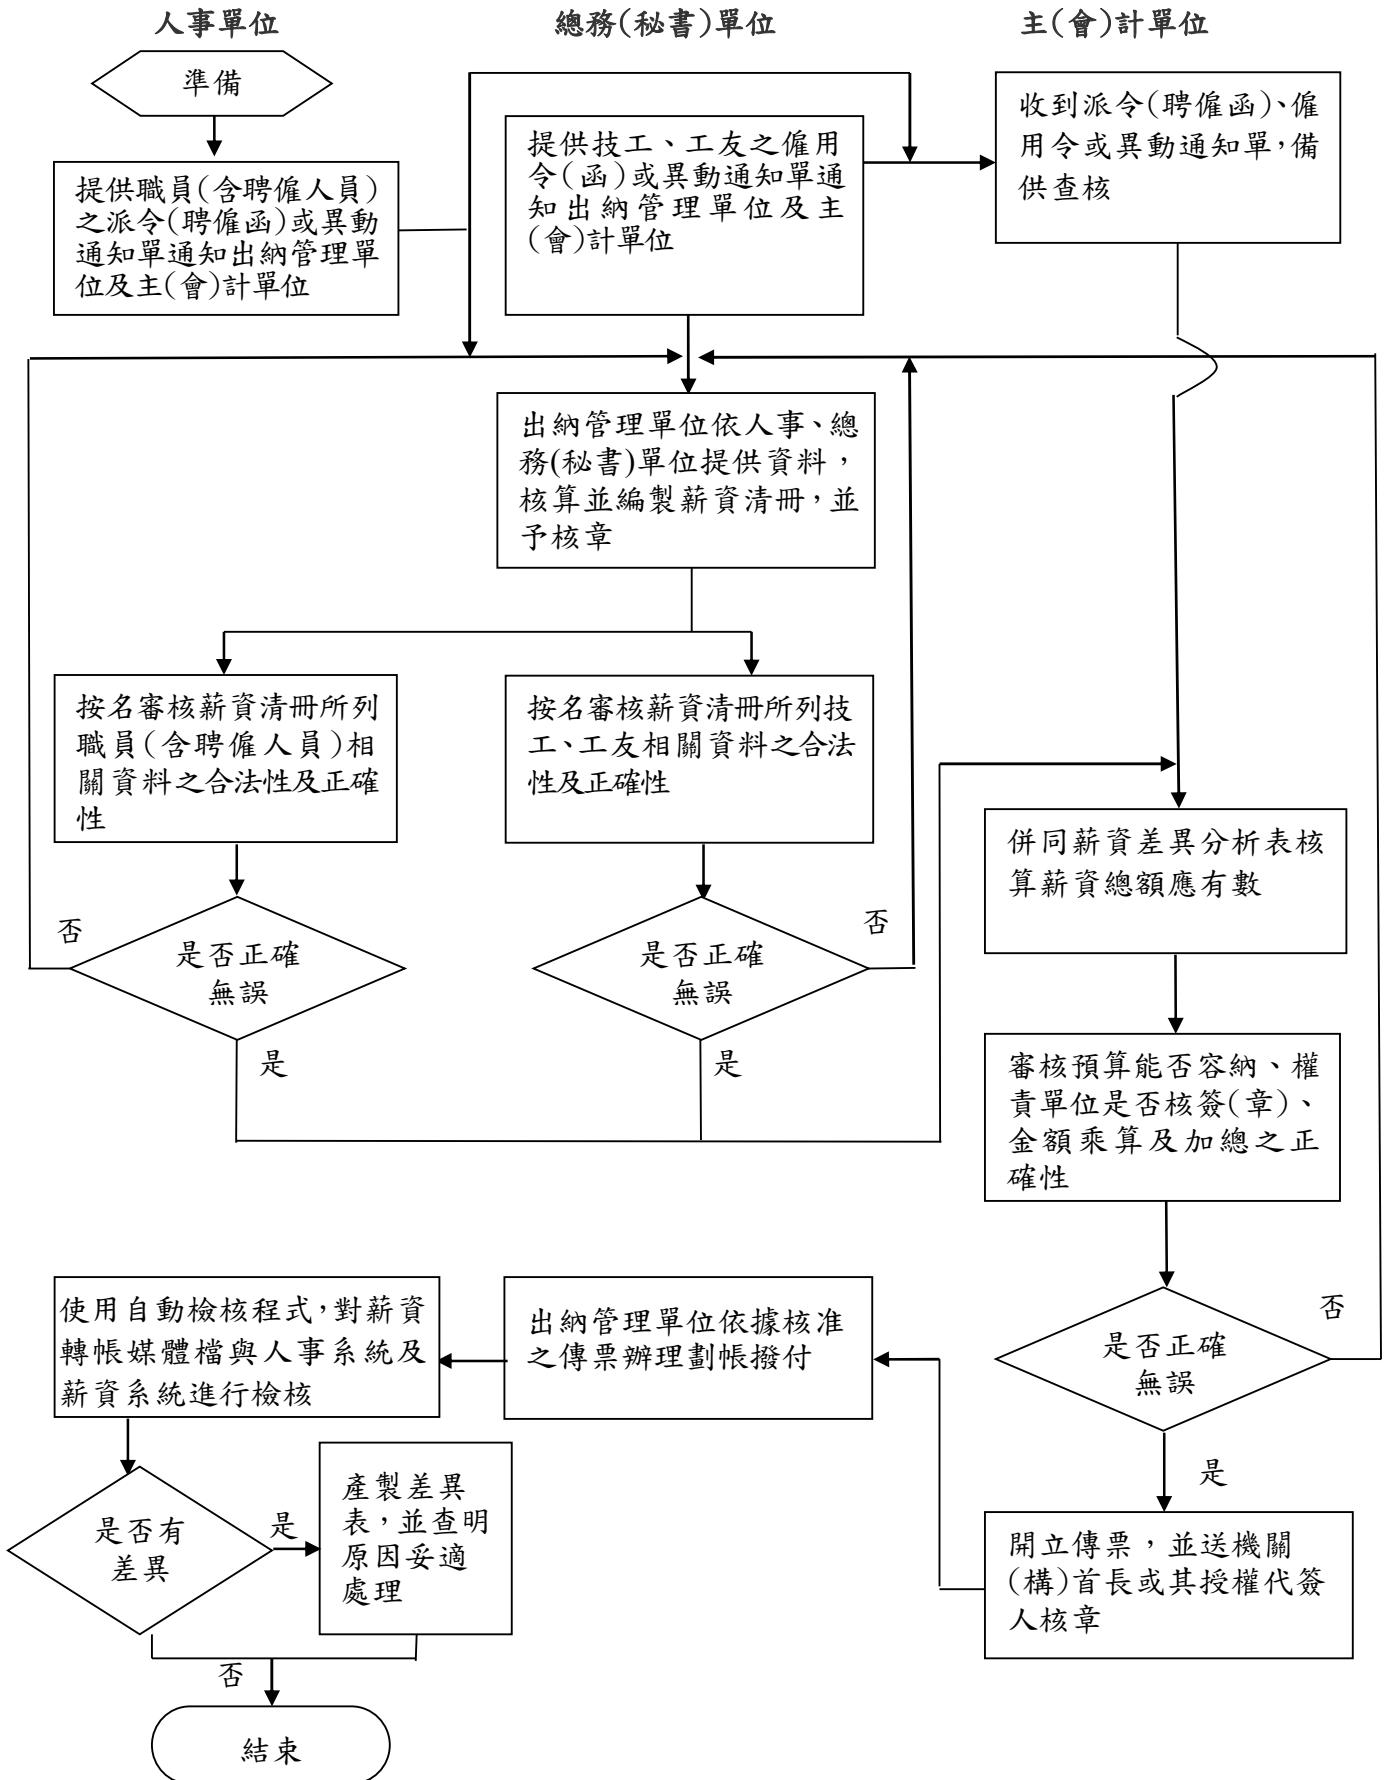 人事單位
總務(秘書)單位
主(會)計單位
準備
提供職員(含聘僱人員)
之派令(聘僱函)或異動
通知單通知出納管理單
位及主(會)計單位
提供技工、工友之僱用
令(函)或異動通知單通
知出納管理單位及主
(會)計單位
收到派令(聘僱函)、僱
用令或異動通知單,備
供查核
出納管理單位依人事、總
務(秘書)單位提供資料,
核算並編製薪資清冊,並
予核章
按名審核薪資清冊所列
職員(含聘僱人員)相
關資料之合法性及正確
性
按名審核薪資清冊所列技
工、工友相關資料之合法
性及正確性
併同薪資差異分析表核
算薪資總額應有數
否
是否正確
無誤
是
是否正確
無誤
否
是
審核預算能否容納、權
責單位是否核簽(章)、
金額乘算及加總之正
確性
是否正確
無誤
否
是
開立傳票,並送機關
(構)首長或其授權代簽
人核章
出納管理單位依據核准
之傳票辦理劃帳撥付
使用自動檢核程式,對薪資
轉帳媒體檔與人事系統及
薪資系統進行檢核
是否有
差異
是
產製差異
表,並查明
原因妥適
處理
否
結束